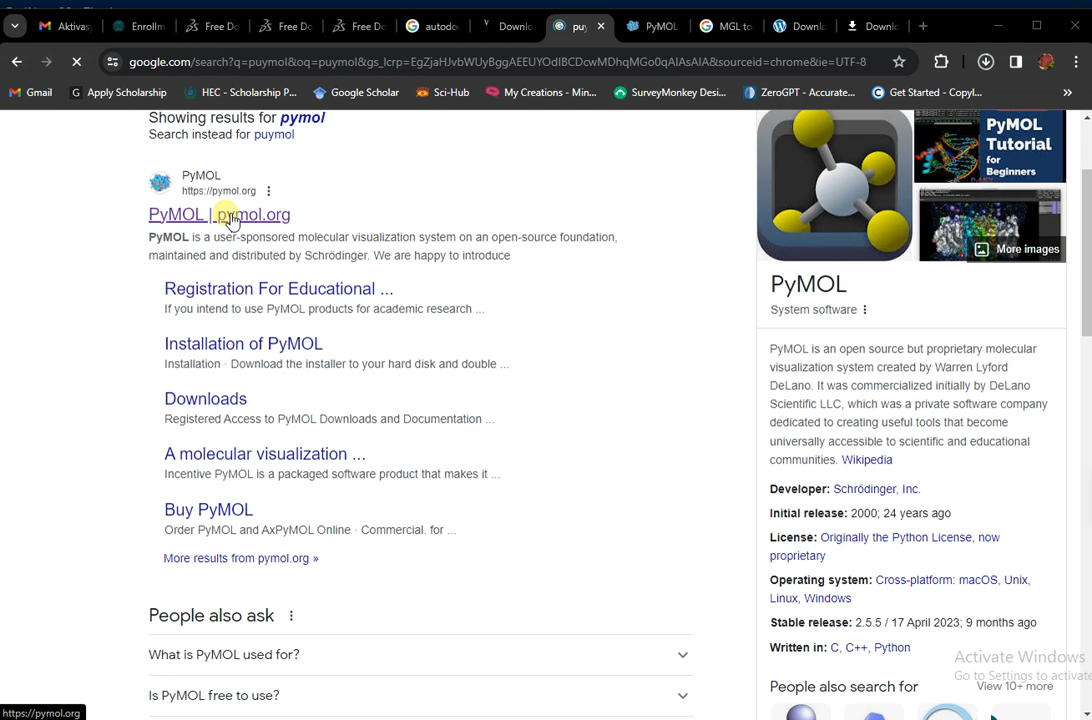 Aktivas
Enrollm
Free Do
Free Do
Free Do
autodo
Downlo
puy
PyMOL
MGL to
Downlo
Downlo
google.com/search?q=puymol&oq=puymol&gs_lcrp=EgZjaHJvbWUyBggAEEUYOdIBCDcwMDhqMGo0qAIAsAIA&sourceid=chrome&ie=UTF-8
Gmail
Apply Scholarship
HEC - Scholarship P...
Google Scholar
Sci-Hub
My Creations - Min...
SurveyMonkey Desi...
ZeroGPT - Accurate...
Get Started - Copyl...
Showing results for pymol
Search instead for puymol
PyMOL
https://pymol.org
PyMOL | pymol.org
PyMOL is a user-sponsored molecular visualization system on an open-source foundation,
maintained and distributed by Schrödinger. We are happy to introduce
Registration For Educational ...
If you intend to use PyMOL products for academic research ...
Installation of PyMOL
Installation · Download the installer to your hard disk and double ...
Downloads
Registered Access to PyMOL Downloads and Documentation ...
A molecular visualization ...
Incentive PyMOL is a packaged software product that makes it ...
Buy PyMOL
Order PyMOL and AxPyMOL Online · Commercial. for ...
More results from pymol.org »
People also ask
What is PyMOL used for?
Is PyMOL free to use?
https://pymol.org
PyMOL
Tutorial
for
Beginners
More images
PyMOL
System software
PyMOL is an open source but proprietary molecular
visualization system created by Warren Lyford
DeLano. It was commercialized initially by DeLano
Scientific LLC, which was a private software company
dedicated to creating useful tools that become
universally accessible to scientific and educational
communities. Wikipedia
Developer: Schrödinger, Inc.
Initial release: 2000; 24 years ago
License: Originally the Python License, now
proprietary
Operating system: Cross-platform: macOS, Unix,
Linux, Windows
Stable release: 2.5.5 / 17 April 2023; 9 months ago
Written in: C, C++, Python
Activate Windows
Go to Settings to activate
People also search for
View 10+ more